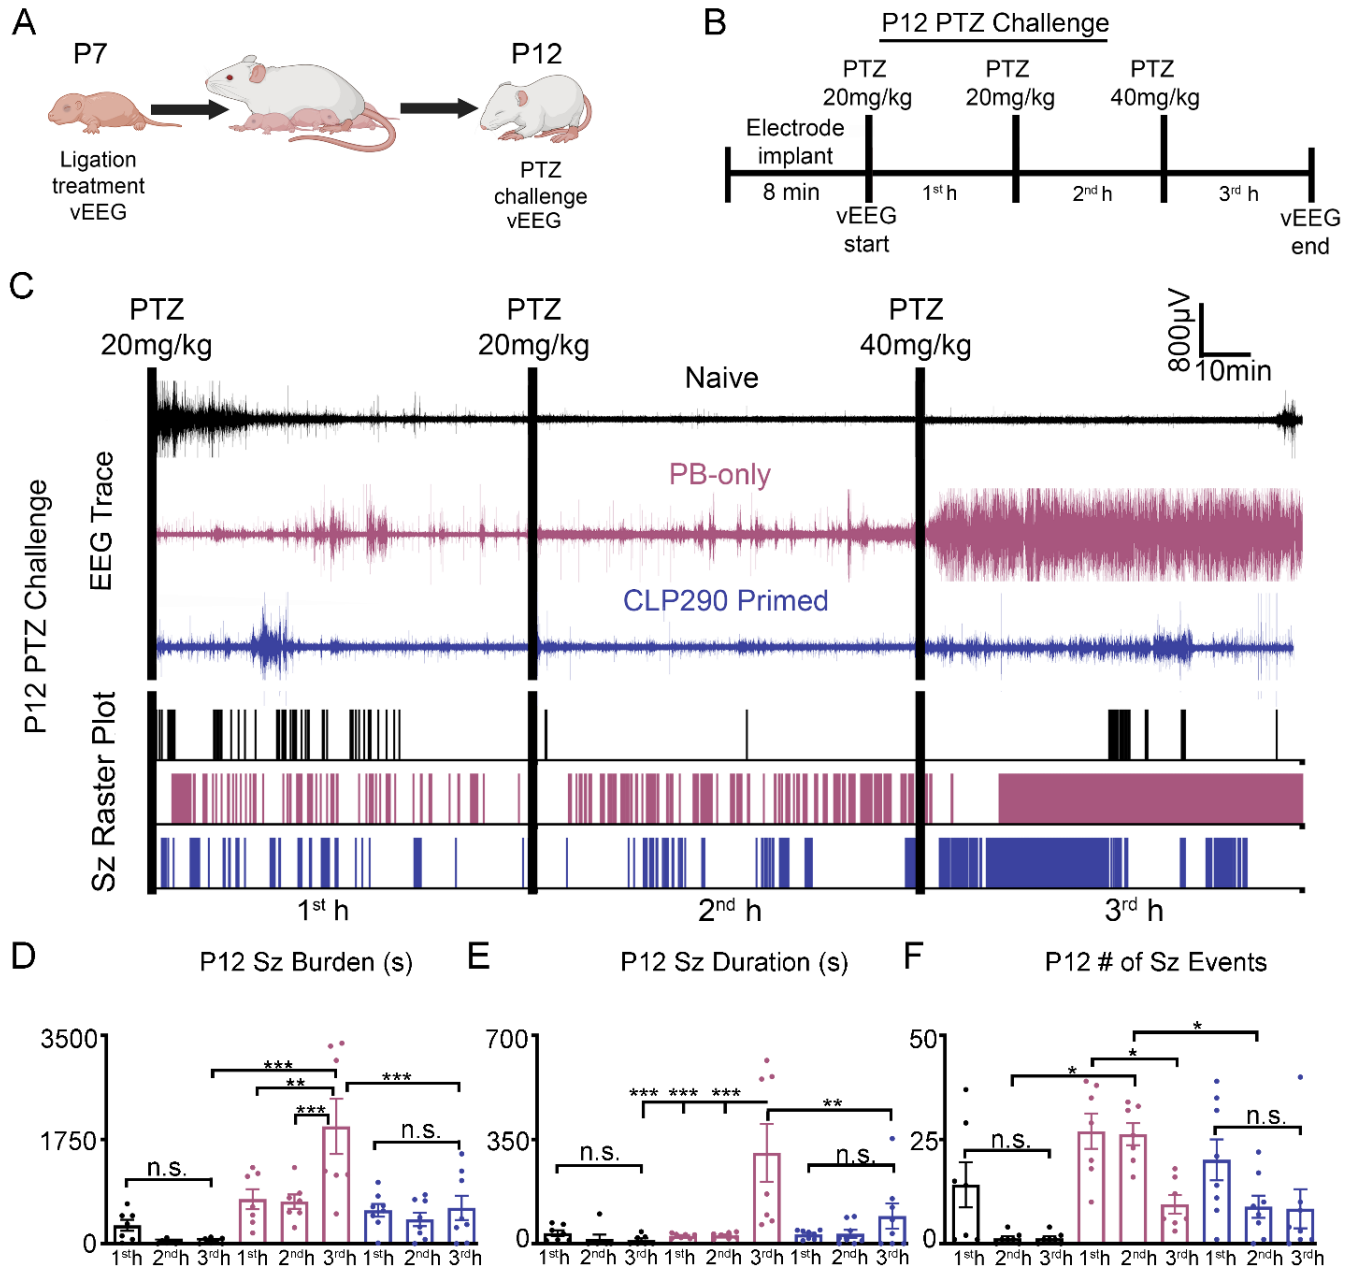 A
P7
P12
Ligation
treatment
vEEG
PTZ
challenge
vEEG
B
P12 PTZ Challenge
PTZ
20mg/kg
PTZ
20mg/kg
PTZ
40mg/kg
Electrode
implant
8 min
1st h
2nd h
3rd h
vEEG
start
vEEG
end
C
PTZ
20mg/kg
PTZ
20mg/kg
PTZ
40mg/kg
800µV
10min
P12 PTZ Challenge
EEG Trace
Naive
PB-only
CLP290 Primed
Sz Raster Plot
1st h
2nd h
3rd h
D
P12 Sz Burden (s)
3500
1750
0
***
**
***
***
n.s.
n.s.
1st h 2nd h 3rd h 1st h 2nd h 3rd h 1st h 2nd h 3rd h
E
P12 Sz Duration (s)
700
350
0
*** *** ***
**
n.s.
n.s.
1st h 2nd h 3rd h 1st h 2nd h 3rd h 1st h 2nd h 3rd h
F
P12 # of Sz Events
50
25
0
*
*
*
n.s.
n.s.
1st h 2nd h 3rd h 1st h 2nd h 3rd h 1st h 2nd h 3rd h